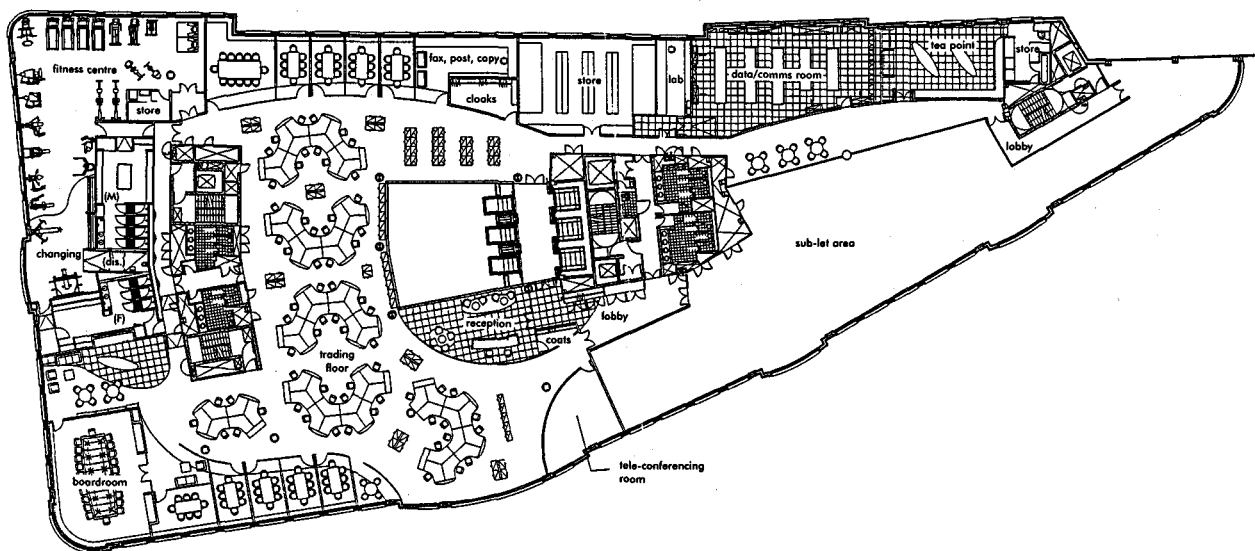 fitness centre
store
fax, post, copy
cloaks
store
lab
data/comms room
tea point
store
lobby
(M)
changing
(dis.)
(F)
sub-let area
reception
lobby
coats
trading
floor
boardroom
tele-conferencing
room